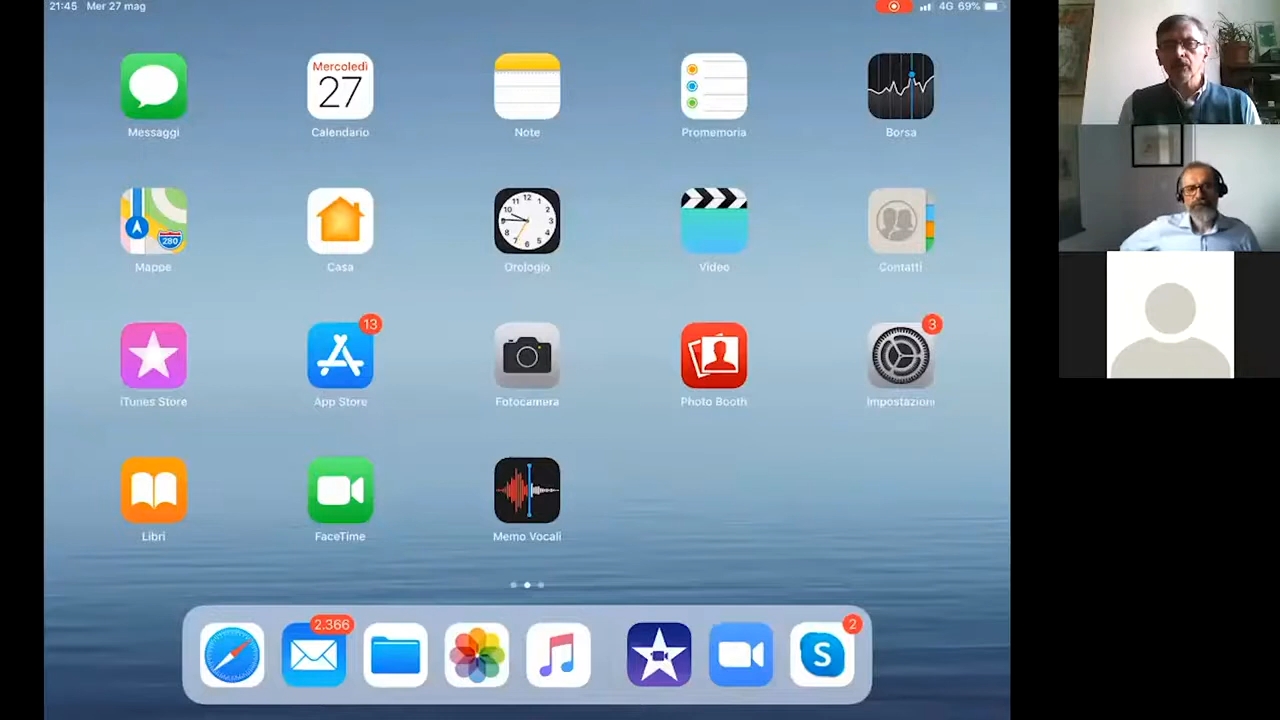 21:45 Mer 27 mag
4G 69%
Messaggi
Mercoledì
27
Calendario
Note
Promemoria
Borsa
280
Mappe
Casa
Orologio
Video
Contatti
iTunes Store
13
App Store
Fotocamera
Photo Booth
3
Impostazioni
Libri
FaceTime
Memo Vocali
2.366
2
S